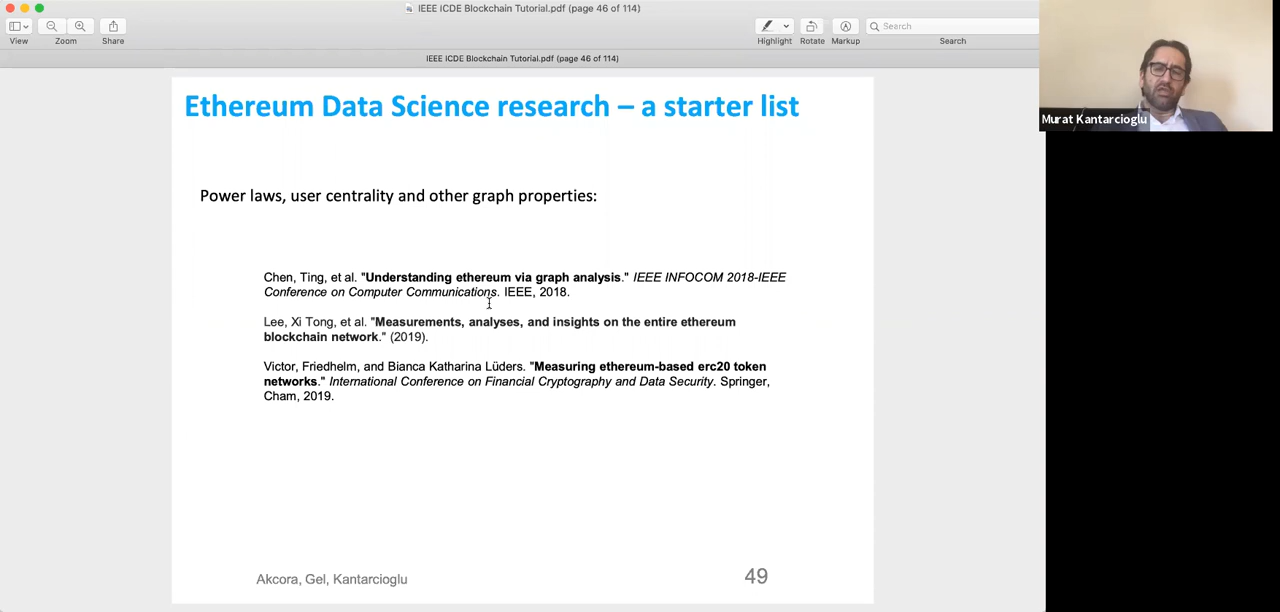 IEEE ICDE Blockchain Tutorial.pdf (page 46 of 114)
View
Zoom
Share
Highlight
Rotate
Markup
Search
Search
IEEE ICDE Blockchain Tutorial.pdf (page 46 of 114)
Murat Kantarcioglu
Ethereum Data Science research – a starter list
Power laws, user centrality and other graph properties:
Chen, Ting, et al. "Understanding ethereum via graph analysis." IEEE INFOCOM 2018-IEEE
Conference on Computer Communications. IEEE, 2018.
Lee, Xi Tong, et al. "Measurements, analyses, and insights on the entire ethereum
blockchain network." (2019).
Victor, Friedhelm, and Bianca Katharina Lüders. "Measuring ethereum-based erc20 token
networks." International Conference on Financial Cryptography and Data Security. Springer,
Cham, 2019.
Akcora, Gel, Kantarcioglu
49